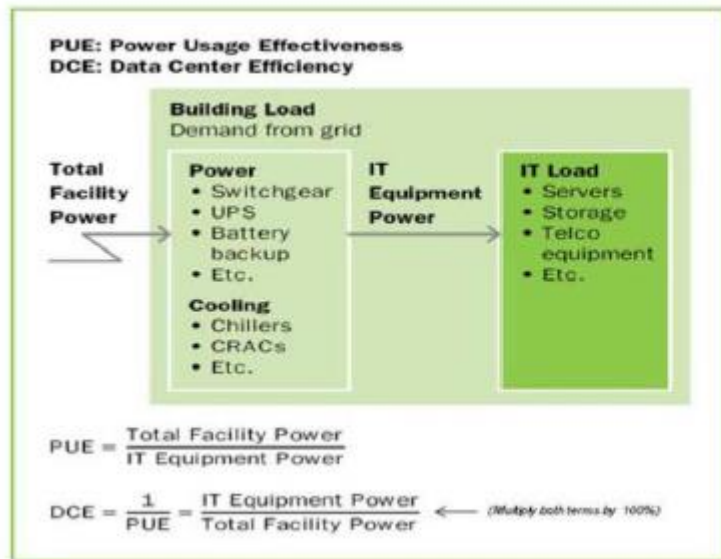 PUE: Power Usage Effectiveness
DCE: Data Center Efficiency
Building Load
Demand from grid
Total
Facility
Power
Power
• Switchgear
• UPS
• Battery
backup
• Etc.
Cooling
• Chillers
• CRACs
• Etc.
IT
Equipment
Power
IT Load
• Servers
• Storage
• Telco
equipment
• Etc.
PUE = Total Facility Power / IT Equipment Power
DCE = 1 / PUE = IT Equipment Power / Total Facility Power ← (Multiply both terms by 100%)